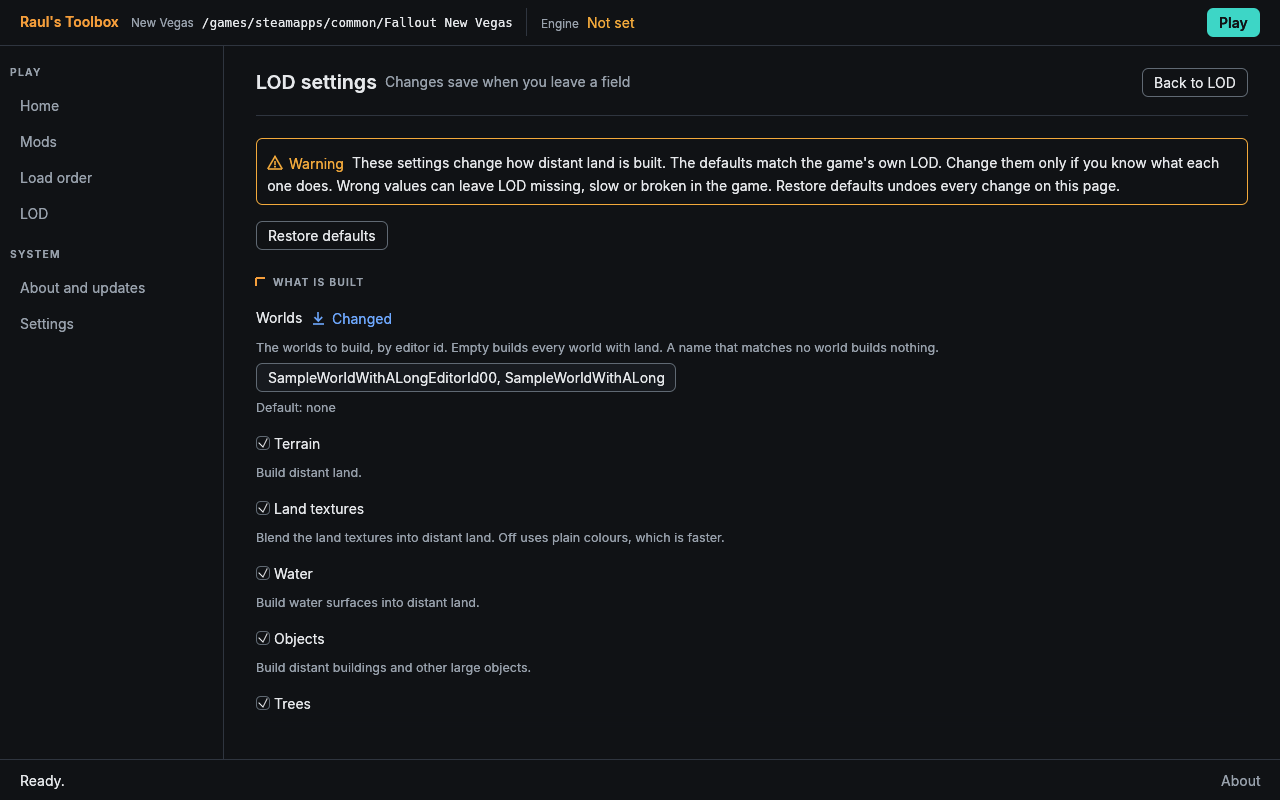 Raul's Toolbox New Vegas /games/steamapps/common/Fallout New Vegas Engine Not set Play
PLAY
Home
Mods
Load order
LOD
SYSTEM
About and updates
Settings
LOD settings Changes save when you leave a field Back to LOD
Warning These settings change how distant land is built. The defaults match the game's own LOD. Change them only if you know what each
one does. Wrong values can leave LOD missing, slow or broken in the game. Restore defaults undoes every change on this page.
Restore defaults
WHAT IS BUILT
Worlds Changed
The worlds to build, by editor id. Empty builds every world with land. A name that matches no world builds nothing.
SampleWorldWithALongEditorId00, SampleWorldWithALong
Default: none
Terrain
Build distant land.
Land textures
Blend the land textures into distant land. Off uses plain colours, which is faster.
Water
Build water surfaces into distant land.
Objects
Build distant buildings and other large objects.
Trees
Ready. About